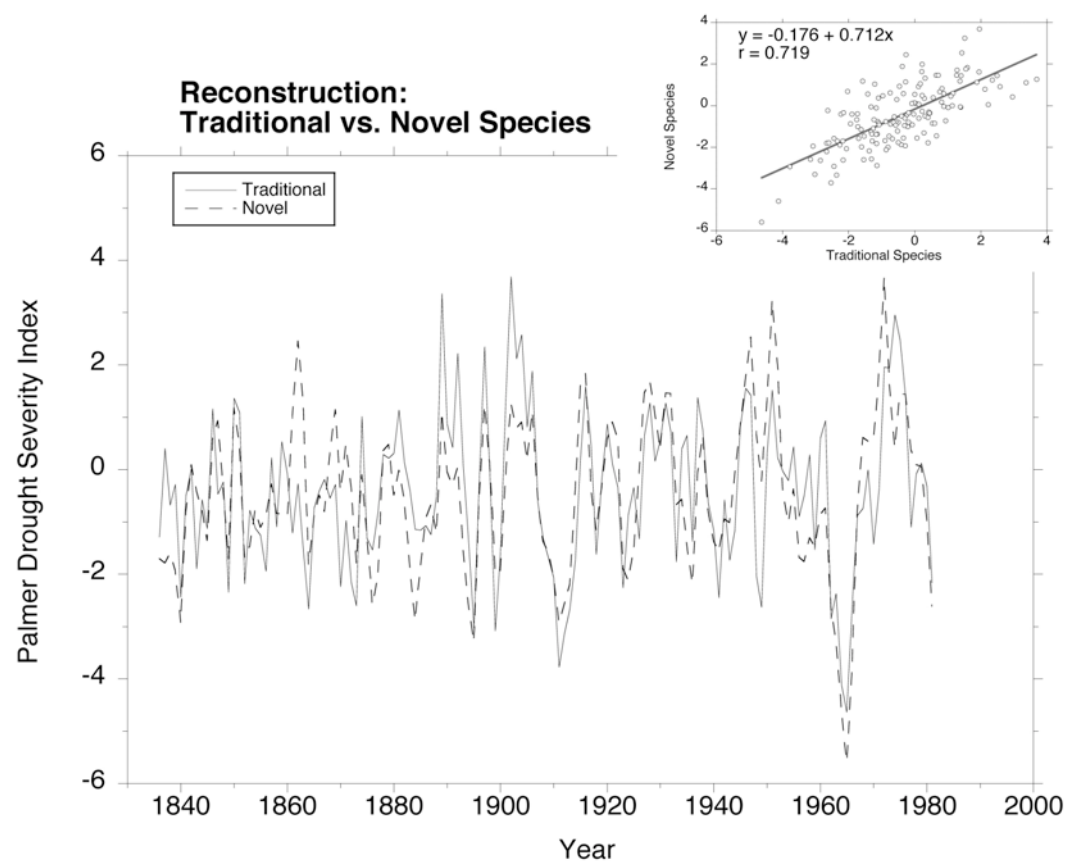 Reconstruction:
Traditional vs. Novel Species
Traditional
Novel
6
4
2
0
-2
-4
-6
Palmer Drought Severity Index
1840 1860 1880 1900 1920 1940 1960 1980 2000
Year
y = -0.176 + 0.712x
r = 0.719
4
2
0
-2
-4
-6
Novel Species
-6 -4 -2 0 2 4
Traditional Species